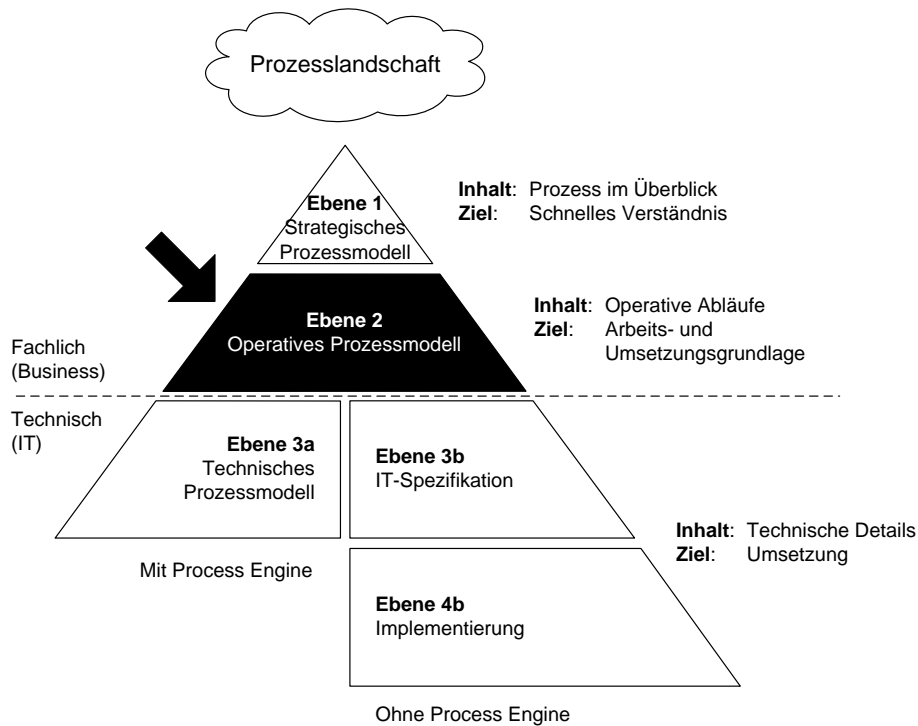 Prozesslandschaft
Ebene 1
Strategisches
Prozessmodell
Inhalt: Prozess im Überblick
Ziel: Schnelles Verständnis
Ebene 2
Operatives Prozessmodell
Inhalt: Operative Abläufe
Ziel: Arbeits- und
Umsetzungsgrundlage
Fachlich
(Business)
Technisch
(IT)
Ebene 3a
Technisches
Prozessmodell
Ebene 3b
IT-Spezifikation
Inhalt: Technische Details
Ziel: Umsetzung
Mit Process Engine
Ebene 4b
Implementierung
Ohne Process Engine